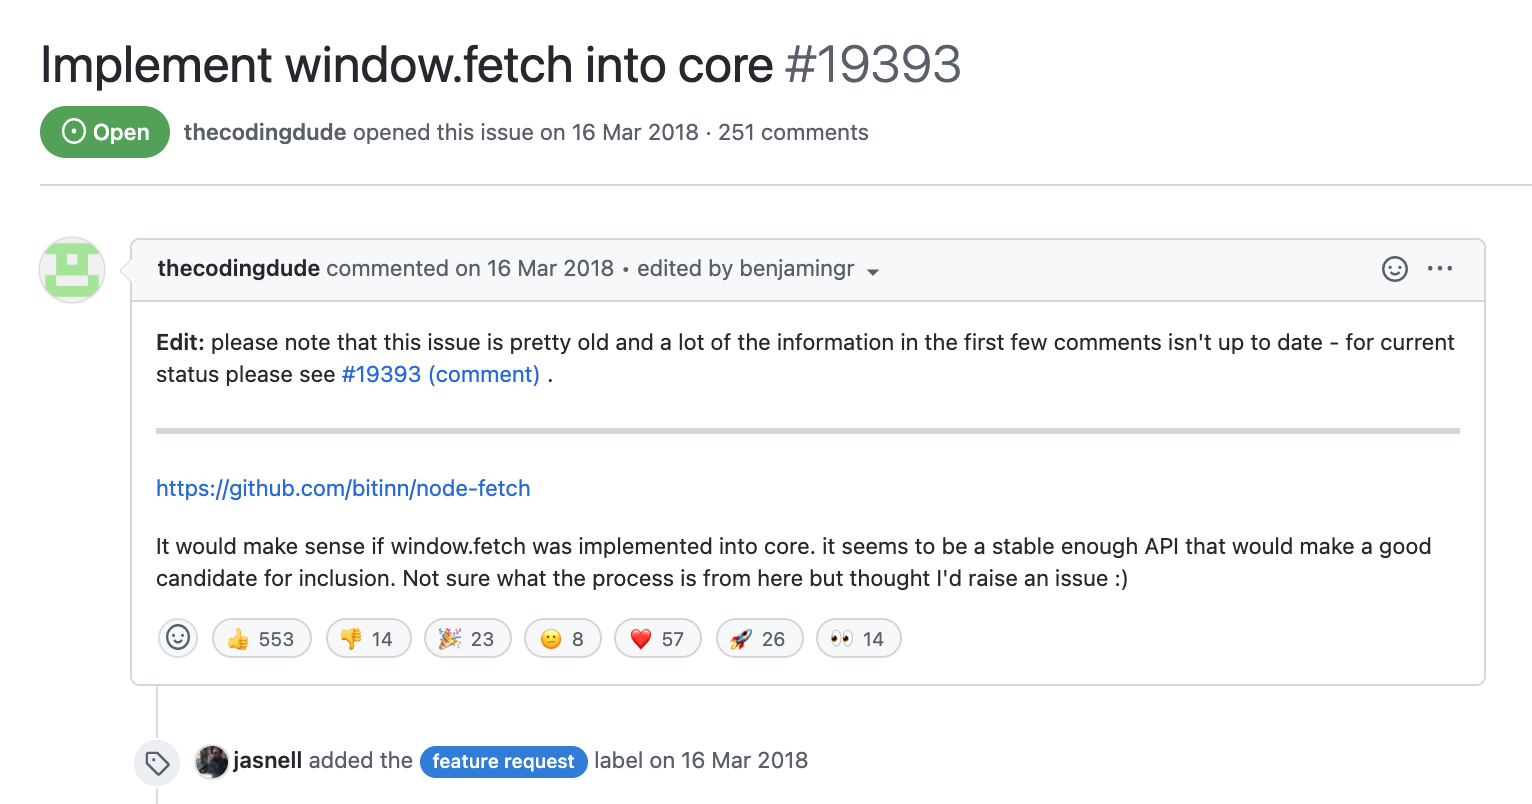 Implement window.fetch into core #19393
Open thecodingdude opened this issue on 16 Mar 2018 · 251 comments
thecodingdude commented on 16 Mar 2018 • edited by benjamingr
Edit: please note that this issue is pretty old and a lot of the information in the first few comments isn't up to date - for current
status please see #19393 (comment) .
https://github.com/bitinn/node-fetch
It would make sense if window.fetch was implemented into core. it seems to be a stable enough API that would make a good
candidate for inclusion. Not sure what the process is from here but thought I'd raise an issue :)
👍 553 👎 14 🎉 23 😕 8 ❤️ 57 🚀 26 👀 14
jasnell added the feature request label on 16 Mar 2018